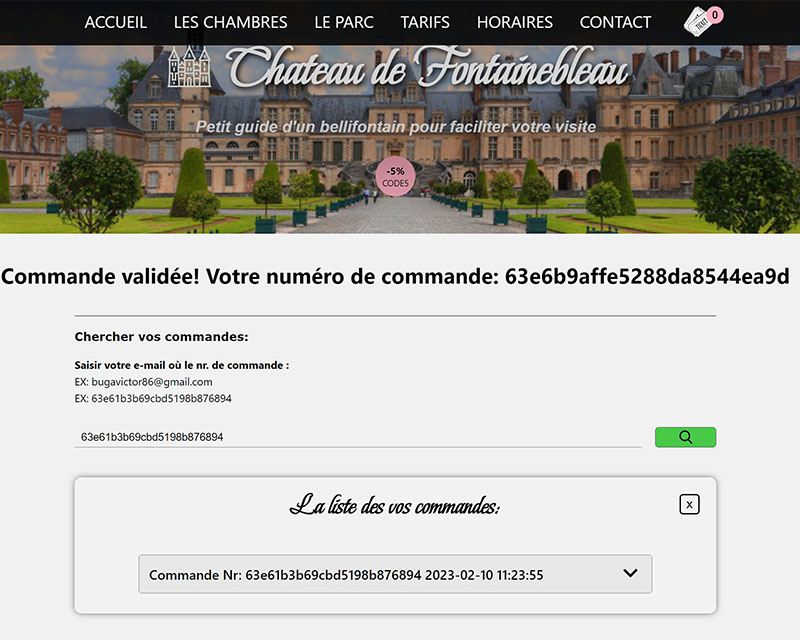 ACCUEIL LES CHAMBRES LE PARC TARIFS HORAIRES CONTACT TICKET 0
Chateau de Fontainebleau
Petit guide d'un bellifontain pour faciliter votre visite
-5%
CODE5
Commande validée! Votre numéro de commande: 63e6b9affe5288da8544ea9d
Chercher vos commandes:
Saisir votre e-mail où le nr. de commande :
EX: bugavictor86@gmail.com
EX: 63e61b3b69cbd5198b876894
63e61b3b69cbd5198b876894
La liste des vos commandes:
x
Commande Nr: 63e61b3b69cbd5198b876894 2023-02-10 11:23:55